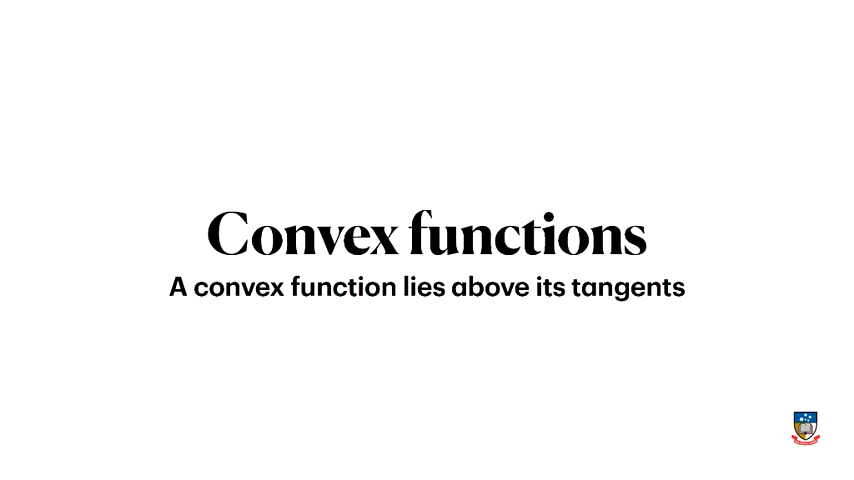 Convex functions
A convex function lies above its tangents